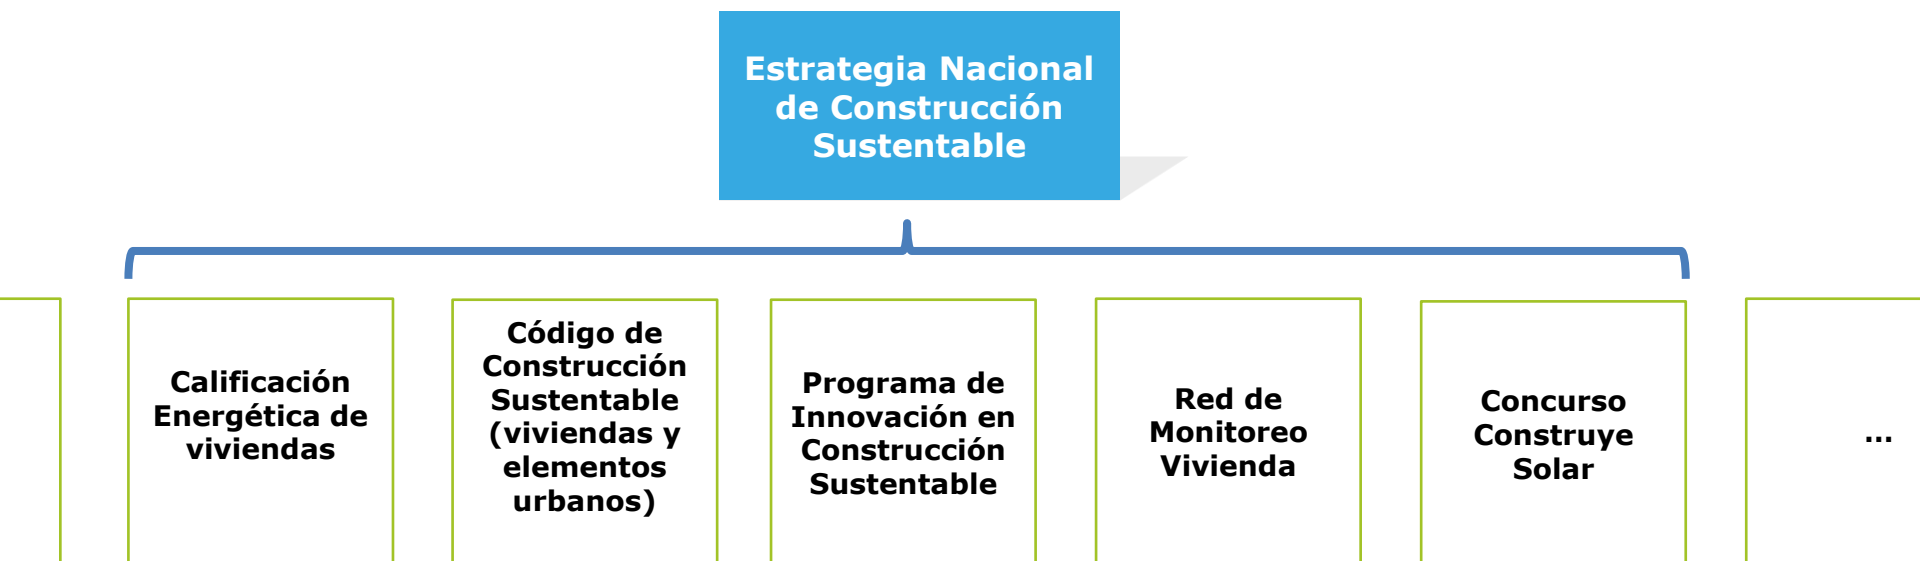 Estrategia Nacional
de Construcción
Sustentable
Calificación
Energética de
viviendas
Código de
Construcción
Sustentable
(viviendas y
elementos
urbanos)
Programa de
Innovación en
Construcción
Sustentable
Red de
Monitoreo
Vivienda
Concurso
Construye
Solar
...